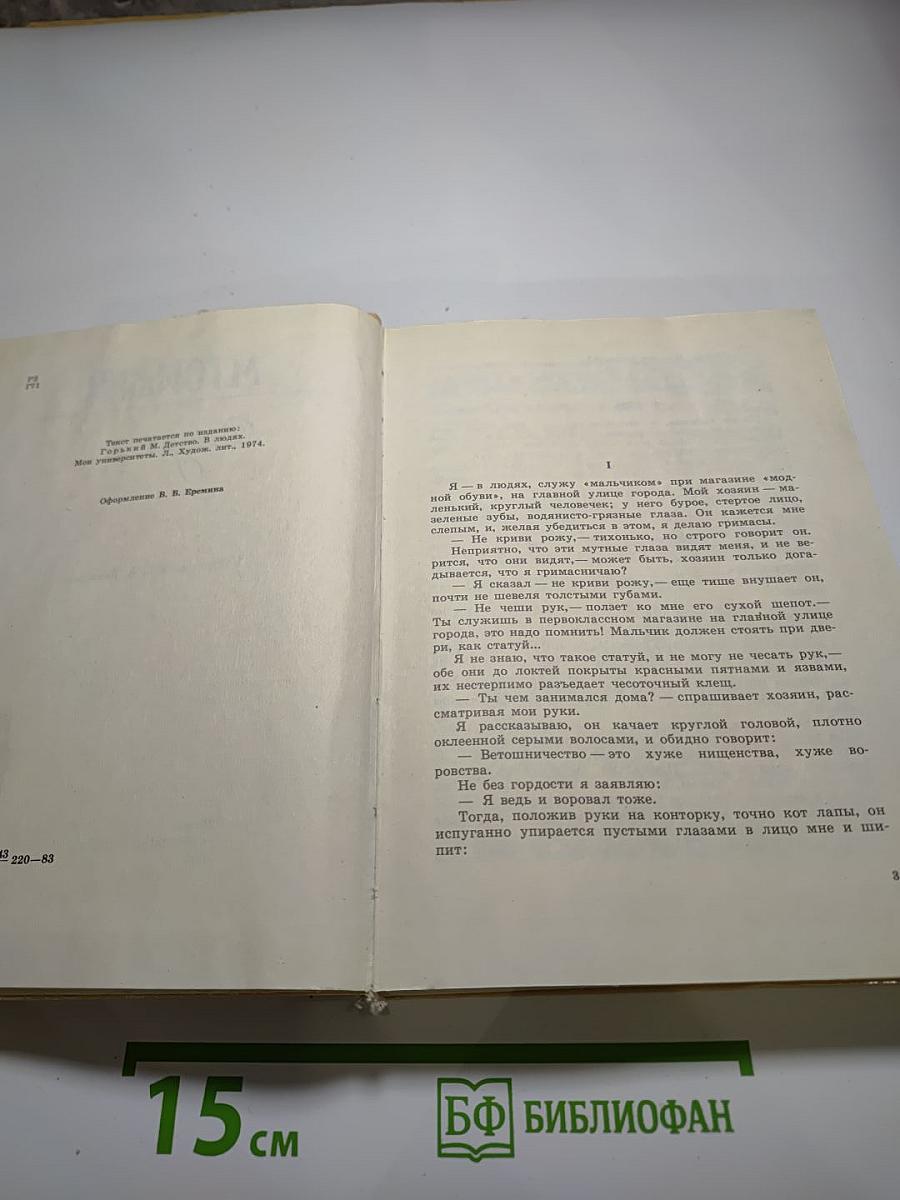 Р2
Г71
Текст печатается по изданию:
Горький М. Детство. В людях.
Мои университеты. Л., Худож. лит., 1974.
Оформление В. В. Еремина
220—83
I
Я — в людях, служу «мальчиком» при магазине «мод-
ной обуви», на главной улице города. Мой хозяин — ма-
ленький, круглый человечек; у него бурое, стертое лицо,
зеленые зубы, водянисто-грязные глаза. Он кажется мне
слепым, и, желая убедиться в этом, я делаю гримасы.
— Не криви рожу,— тихонько, но строго говорит он.
Неприятно, что эти мутные глаза видят меня, и не ве-
рится, что они видят,— может быть, хозяин только дога-
дывается, что я гримасничаю?
— Я сказал — не криви рожу,— еще тише внушает он,
почти не шевеля толстыми губами.
— Не чеши рук,— ползет ко мне его сухой шепот.—
Ты служишь в первоклассном магазине на главной улице
города, это надо помнить! Мальчик должен стоять при две-
ри, как статуй...
Я не знаю, что такое статуй, и не могу не чесать рук,—
обе они до локтей покрыты красными пятнами и язвами,
их нестерпимо разъедает чесоточный клещ.
— Ты чем занимался дома? — спрашивает хозяин, рас-
сматривая мои руки.
Я рассказываю, он качает круглой головой, плотно
оклеенной серыми волосами, и обидно говорит:
— Ветошничество — это хуже нищенства, хуже во-
ровства.
Не без гордости я заявляю:
— Я ведь и воровал тоже.
Тогда, положив руки на конторку, точно кот лапы, он
испуганно упирается пустыми глазами в лицо мне и ши-
пит:
3
15 см
БФ БИБЛИОФАН